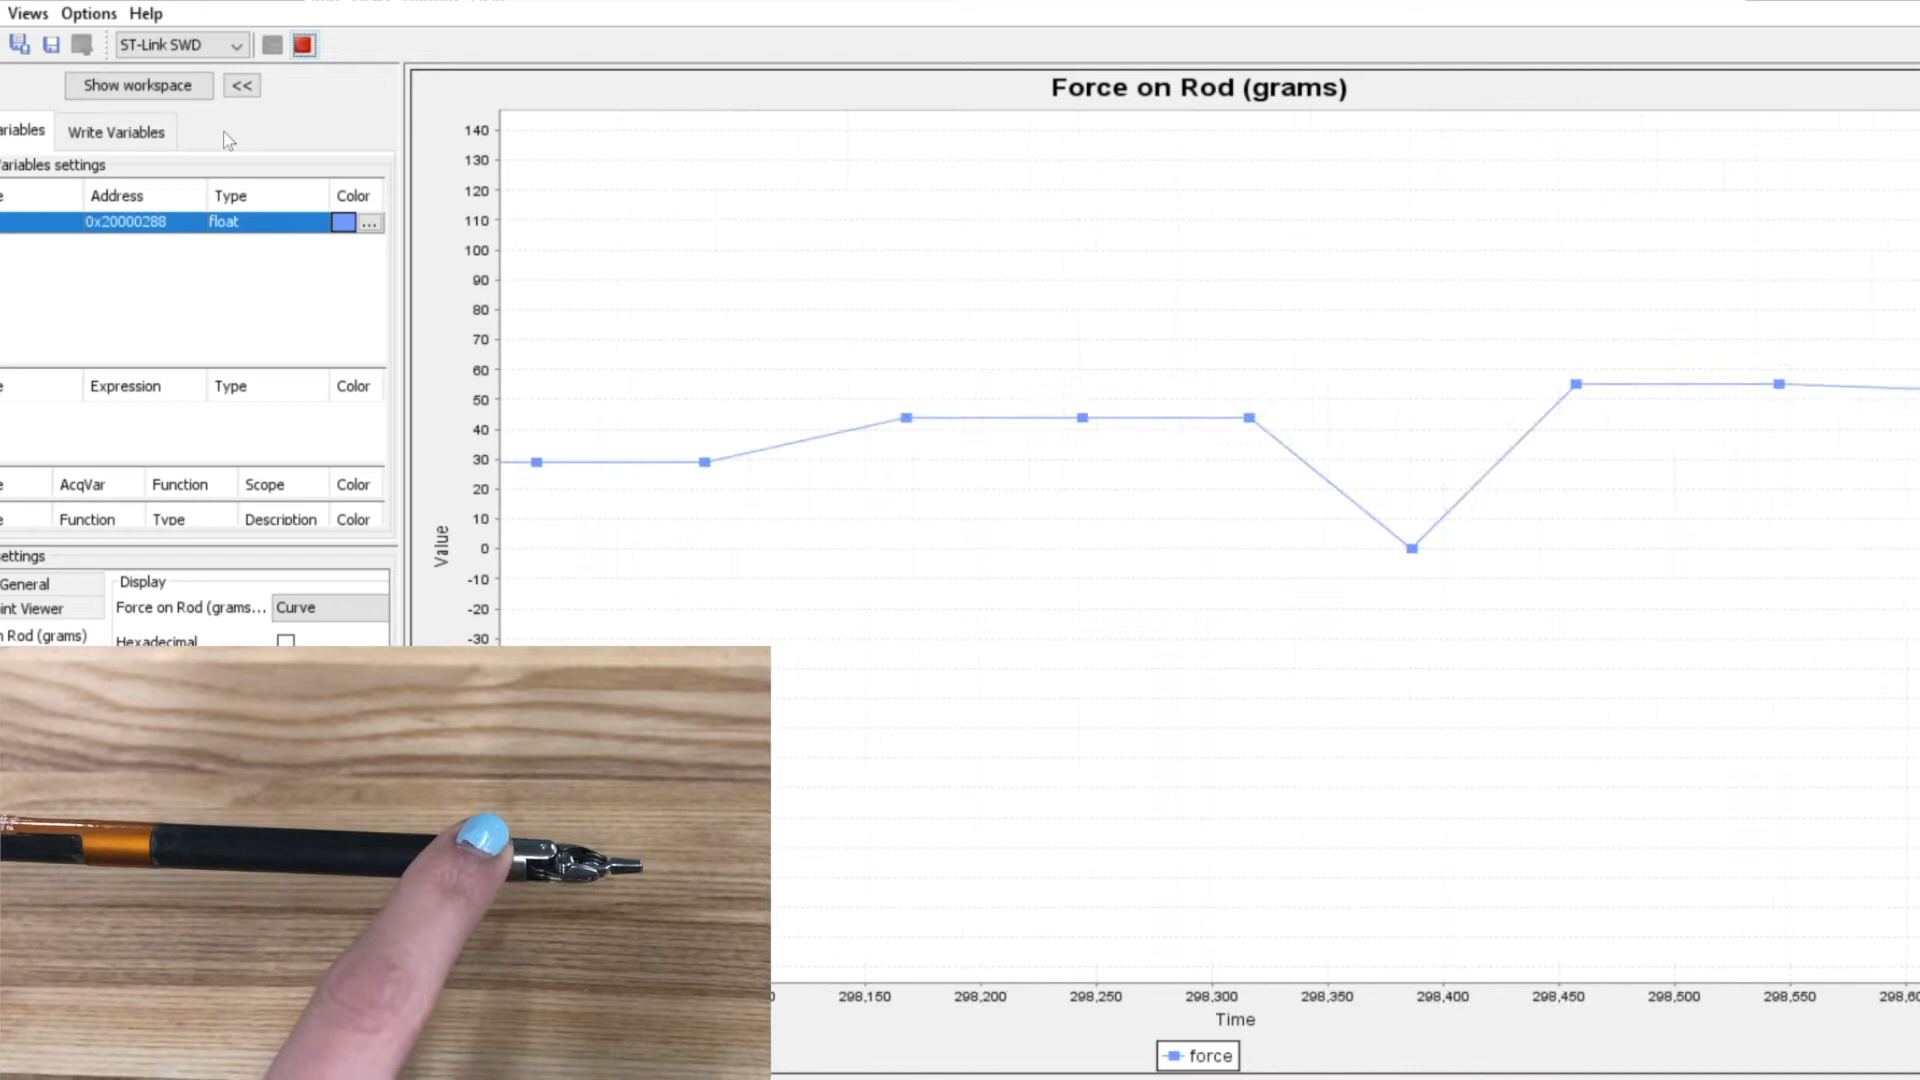 Views Options Help
ST-Link SWD
Show workspace <<
ariables Write Variables
ariables settings
e Address Type Color
0x20000288 float ...
e Expression Type Color
e AcqVar Function Scope Color
e Function Type Description Color
ettings
General
int Viewer
n Rod (grams)
Display
Force on Rod (grams... Curve
Hexadecimal
Force on Rod (grams)
140
130
120
110
100
90
80
70
60
50
40
30
20
10
0
-10
-20
-30
Value
0 298,150 298,200 298,250 298,300 298,350 298,400 298,450 298,500 298,550 298,60
Time
force